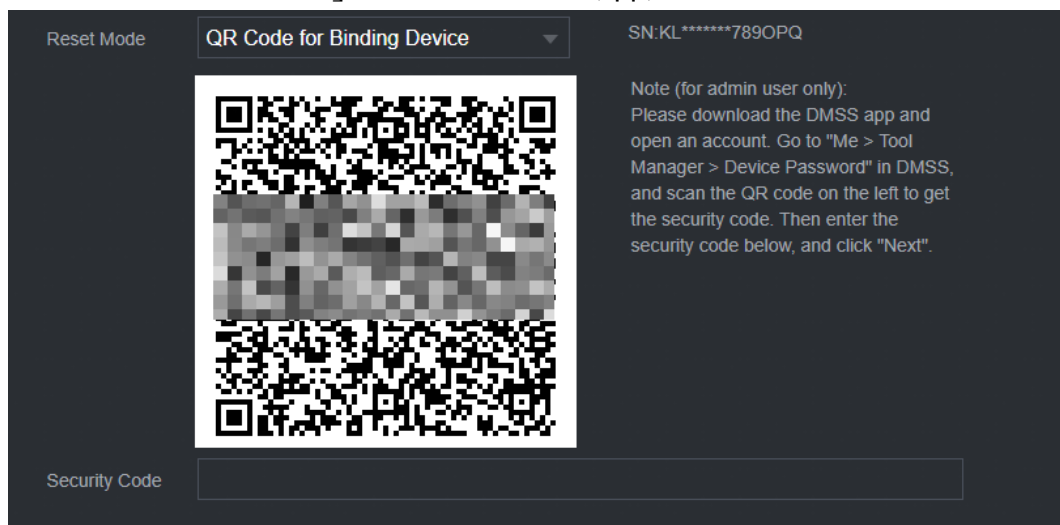 Reset Mode
QR Code for Binding Device
SN:KL*******789OPQ
Note (for admin user only):
Please download the DMSS app and
open an account. Go to "Me > Tool
Manager > Device Password" in DMSS,
and scan the QR code on the left to get
the security code. Then enter the
security code below, and click "Next".
Security Code